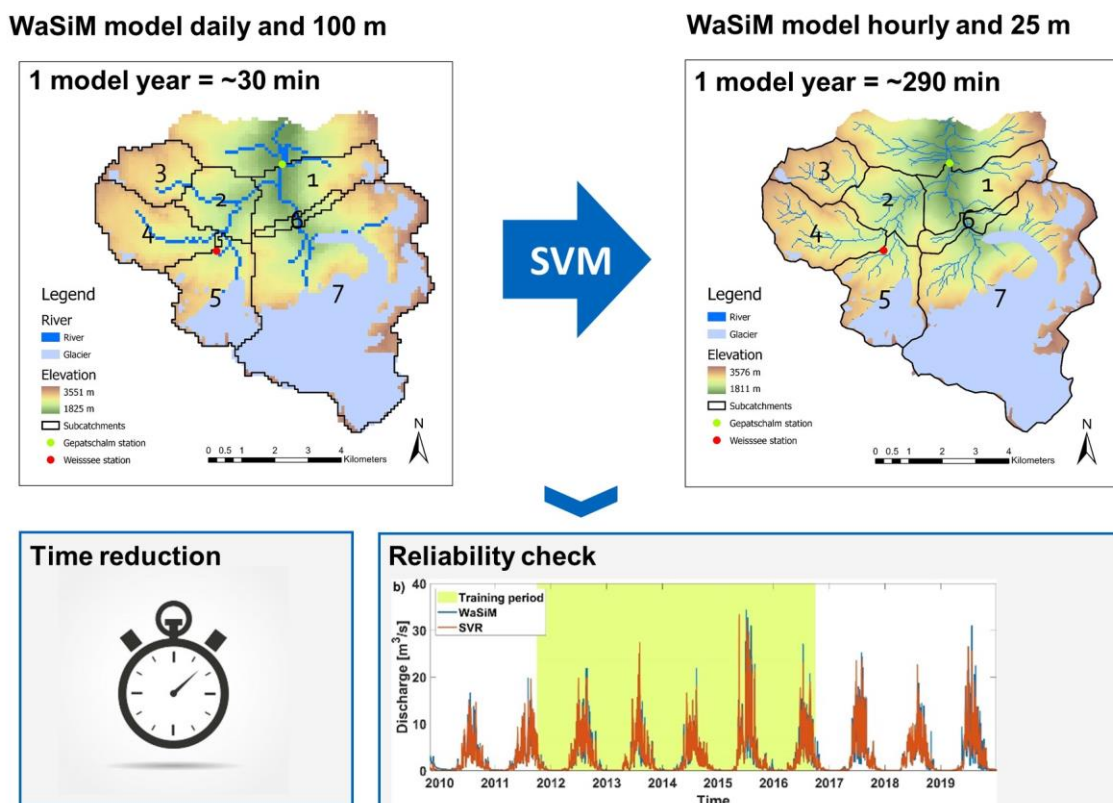 WaSiM model daily and 100 m
1 model year = ~30 min
3
1
2
6
4
5
7
Legend
River
River
Glacier
Elevation
3551 m
1825 m
Subcatchments
Gepatschalm station
Weisssee station
0 0.5 1 2 3 4
Kilometers
N
SVM
WaSiM model hourly and 25 m
1 model year = ~290 min
3
1
2
6
4
5
7
Legend
River
Glacier
Elevation
3576 m
1811 m
Subcatchments
Gepatschalm station
Weisssee station
0 0.5 1 2 3 4
Kilometers
N
Time reduction
Reliability check
b)
Training period
WaSiM
SVR
Discharge [m³/s]
40
30
20
10
0
2010 2011 2012 2013 2014 2015 2016 2017 2018 2019
Time